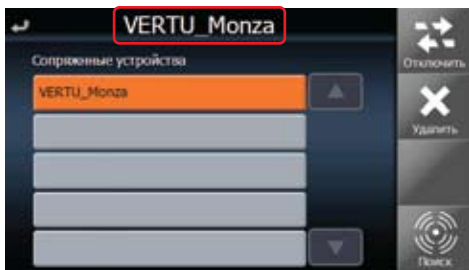 VERTU_Monza
Сопряженные устройства
VERTU_Monza
Отключить
Удалить
Поиск